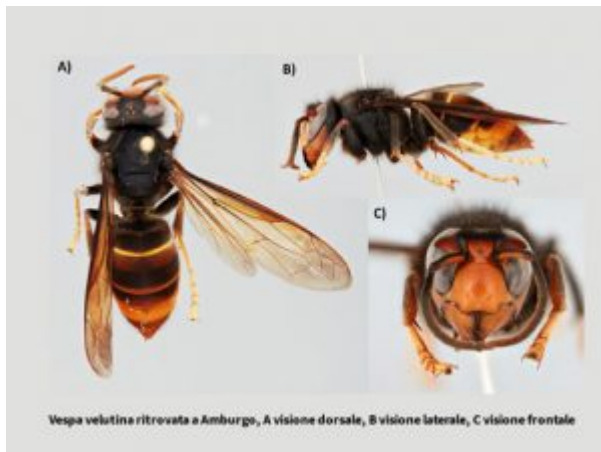 A)
B)
C)
Vespa velutina ritrovata a Amburgo, A visione dorsale, B visione laterale, C visione frontale